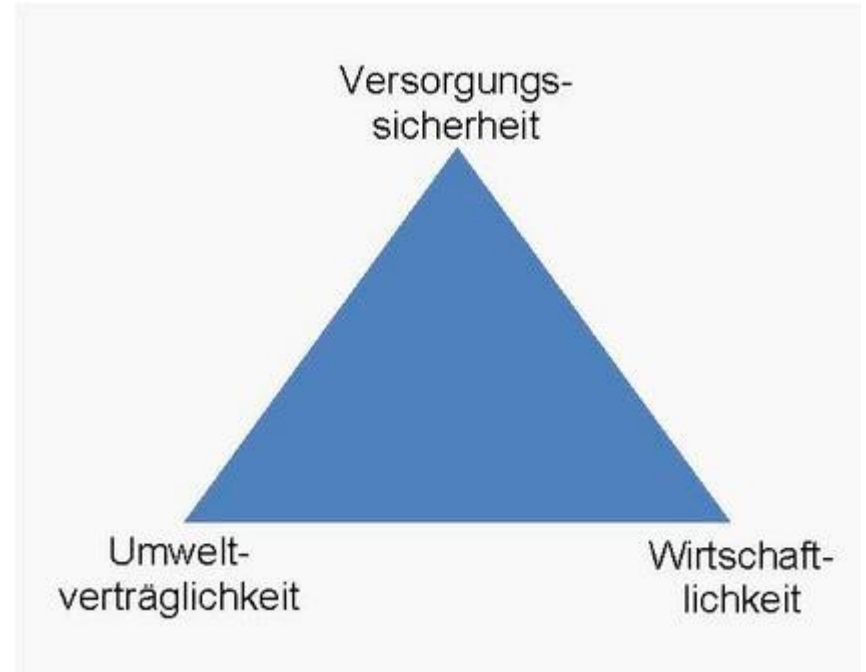 Versorgungs-
sicherheit
Umwelt-
verträglichkeit
Wirtschaft-
lichkeit